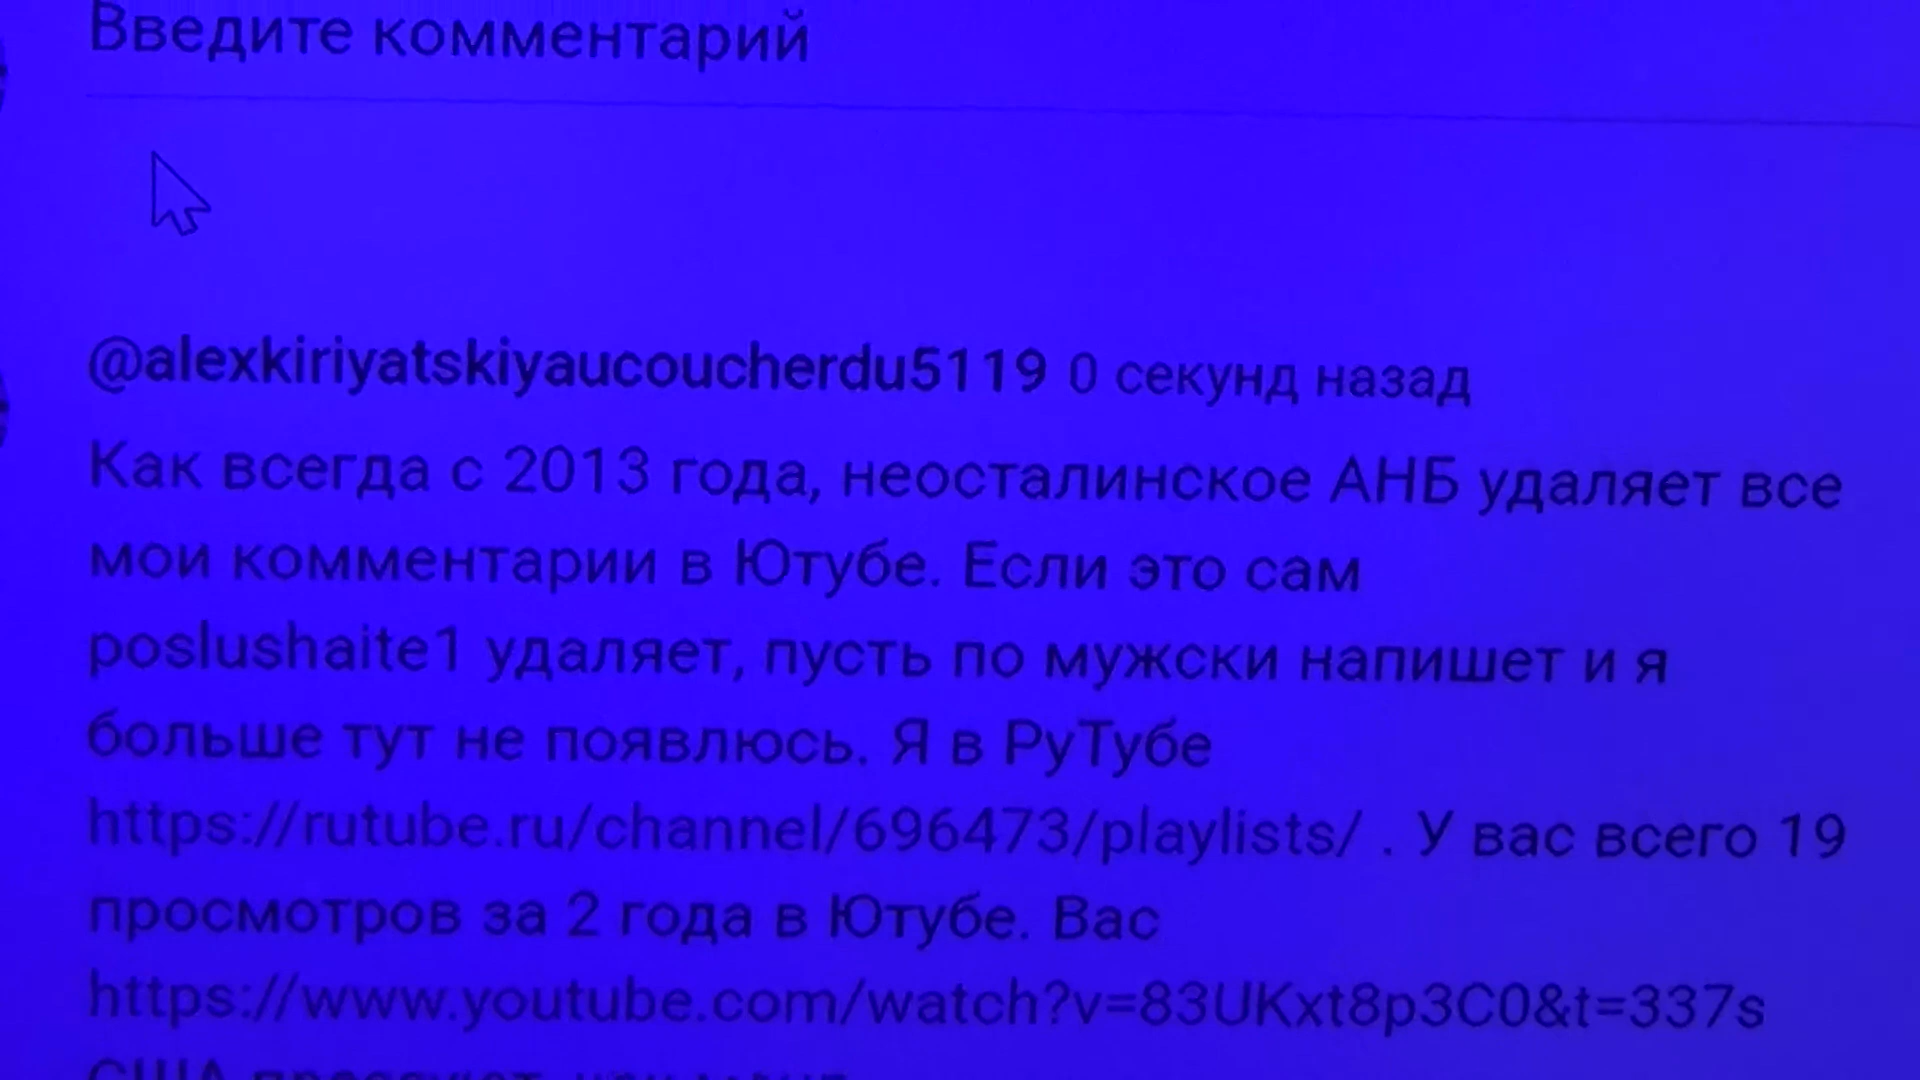 Введите комментарий
@alexkiriyatskiyaucoucherdu5119 0 секунд назад
Как всегда с 2013 года, неосталинское АНБ удаляет все
мои комментарии в Ютубе. Если это сам
poslushaite1 удаляет, пусть по мужски напишет и я
больше тут не появлюсь. Я в РуТубе
https://rutube.ru/channel/696473/playlists/ . У вас всего 19
просмотров за 2 года в Ютубе. Вас
https://www.youtube.com/watch?v=83UKxt8p3C0&t=337s
США